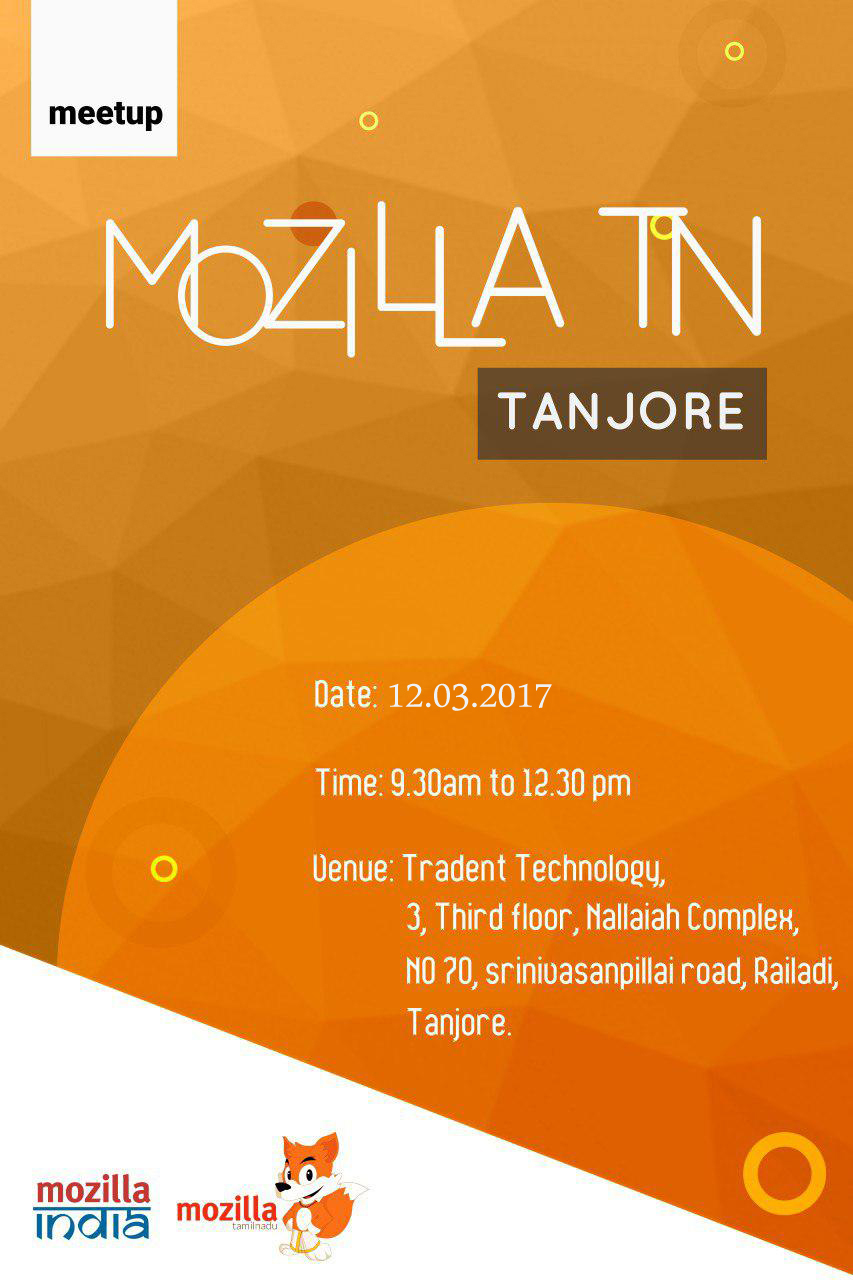 meetup
MOZILLA TN
TANJORE
Date: 12.03.2017
Time: 9.30am to 12.30 pm
Venue: Tradent Technology,
3, Third floor, Nallaiah Complex,
NO 70, srinivasanpillai road, Railadi,
Tanjore.
mozilla
india
mozilla
tamilnadu